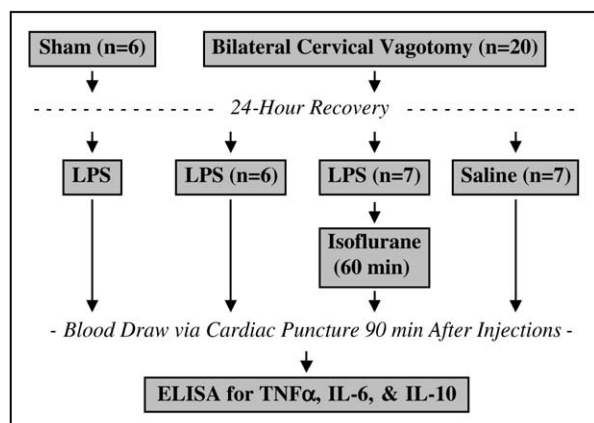 Sham (n=6) Bilateral Cervical Vagotomy (n=20)
24-Hour Recovery
LPS LPS (n=6) LPS (n=7) Saline (n=7)
Isoflurane
(60 min)
- Blood Draw via Cardiac Puncture 90 min After Injections -
ELISA for TNFα, IL-6, & IL-10